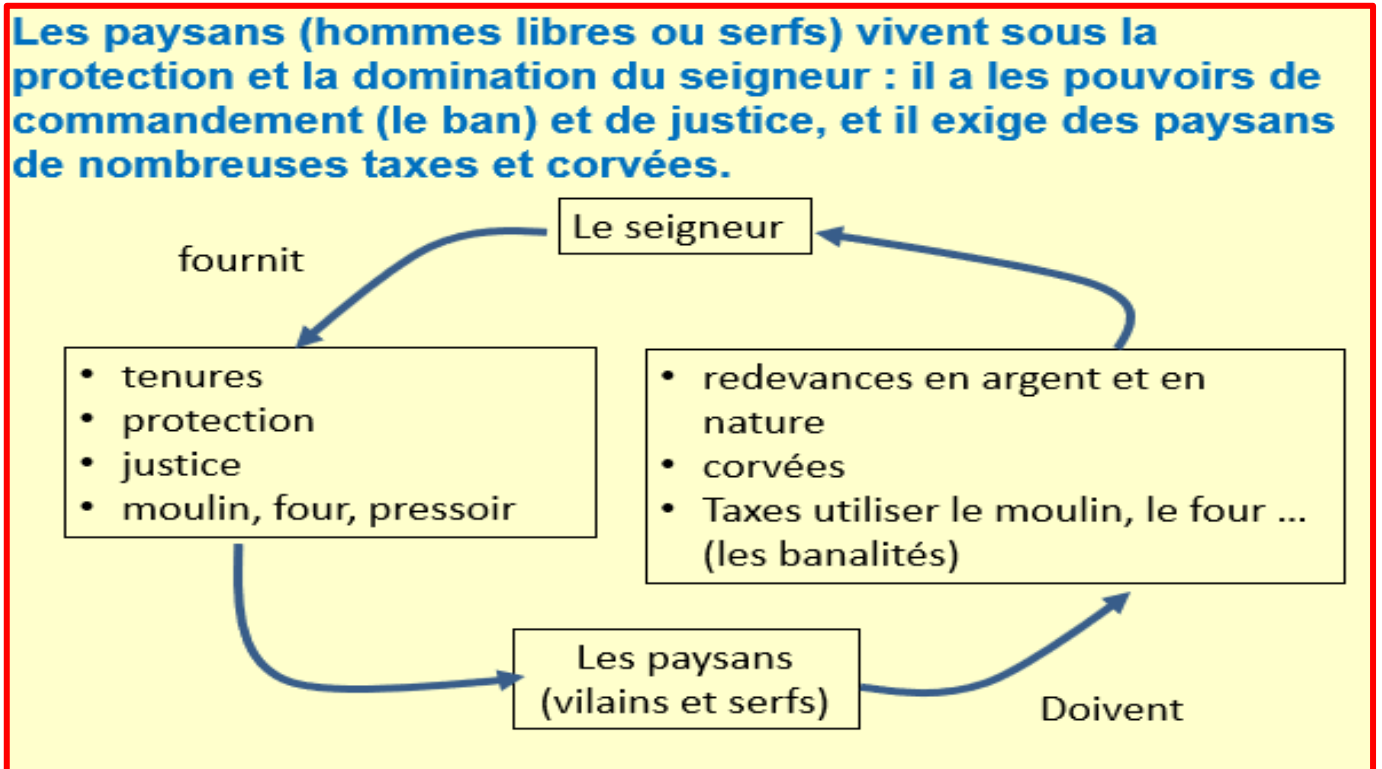 Les paysans (hommes libres ou serfs) vivent sous la
protection et la domination du seigneur : il a les pouvoirs de
commandement (le ban) et de justice, et il exige des paysans
de nombreuses taxes et corvées.
Le seigneur
fournit
• tenures
• protection
• justice
• moulin, four, pressoir
• redevances en argent et en
nature
• corvées
• Taxes utiliser le moulin, le four ...
(les banalités)
Les paysans
(vilains et serfs)
Doivent